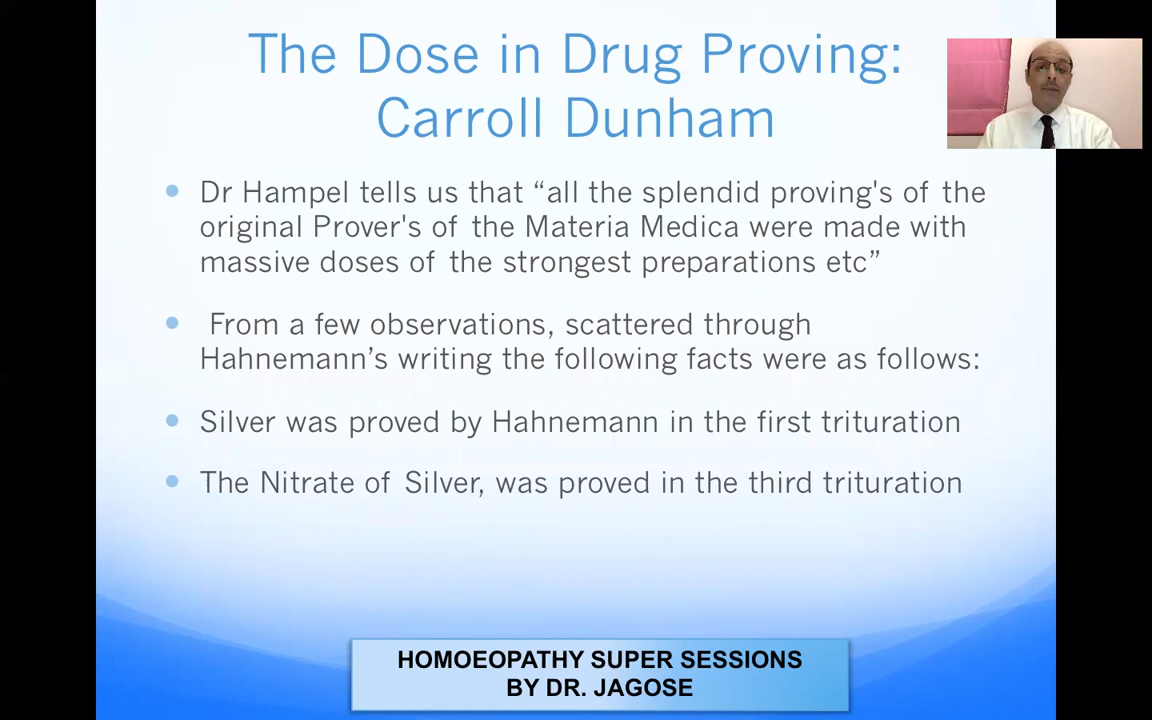 The Dose in Drug Proving:
Carroll Dunham
Dr Hampel tells us that “all the splendid proving's of the
original Prover's of the Materia Medica were made with
massive doses of the strongest preparations etc”
From a few observations, scattered through
Hahnemann’s writing the following facts were as follows:
Silver was proved by Hahnemann in the first trituration
The Nitrate of Silver, was proved in the third trituration
HOMOEOPATHY SUPER SESSIONS
BY DR. JAGOSE